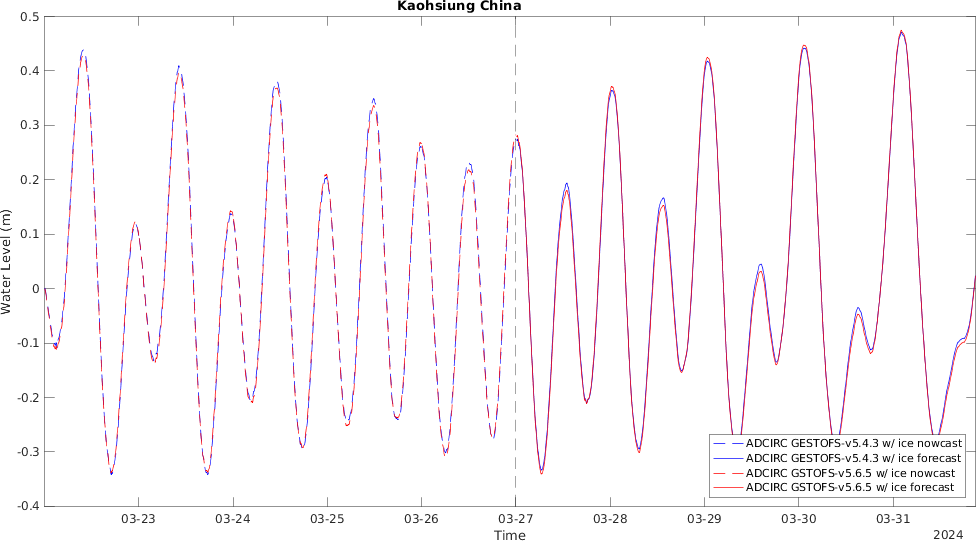 Kaohsiung China
Water Level (m)
0.5
0.4
0.3
0.2
0.1
0
-0.1
-0.2
-0.3
-0.4
ADCIRC GESTOFS-v5.4.3 w/ ice nowcast
ADCIRC GESTOFS-v5.4.3 w/ ice forecast
ADCIRC GSTOFS-v5.6.5 w/ ice nowcast
ADCIRC GSTOFS-v5.6.5 w/ ice forecast
03-23 03-24 03-25 03-26 03-27 03-28 03-29 03-30 03-31
Time
2024